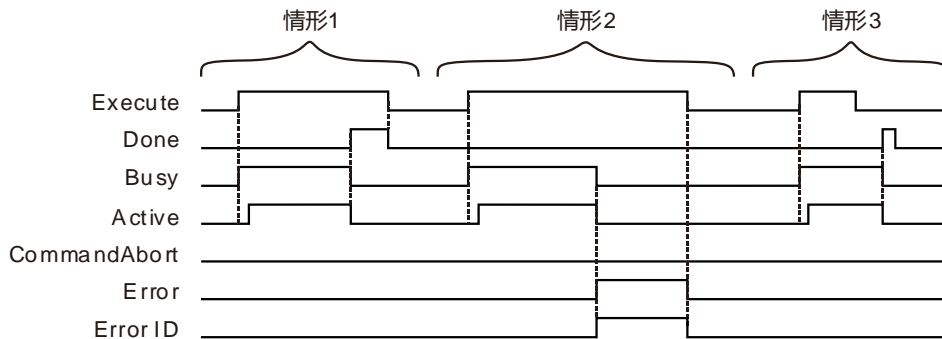 情形1 情形2 情形3
Execute
Done
Busy
Active
CommandAbort
Error
Error ID